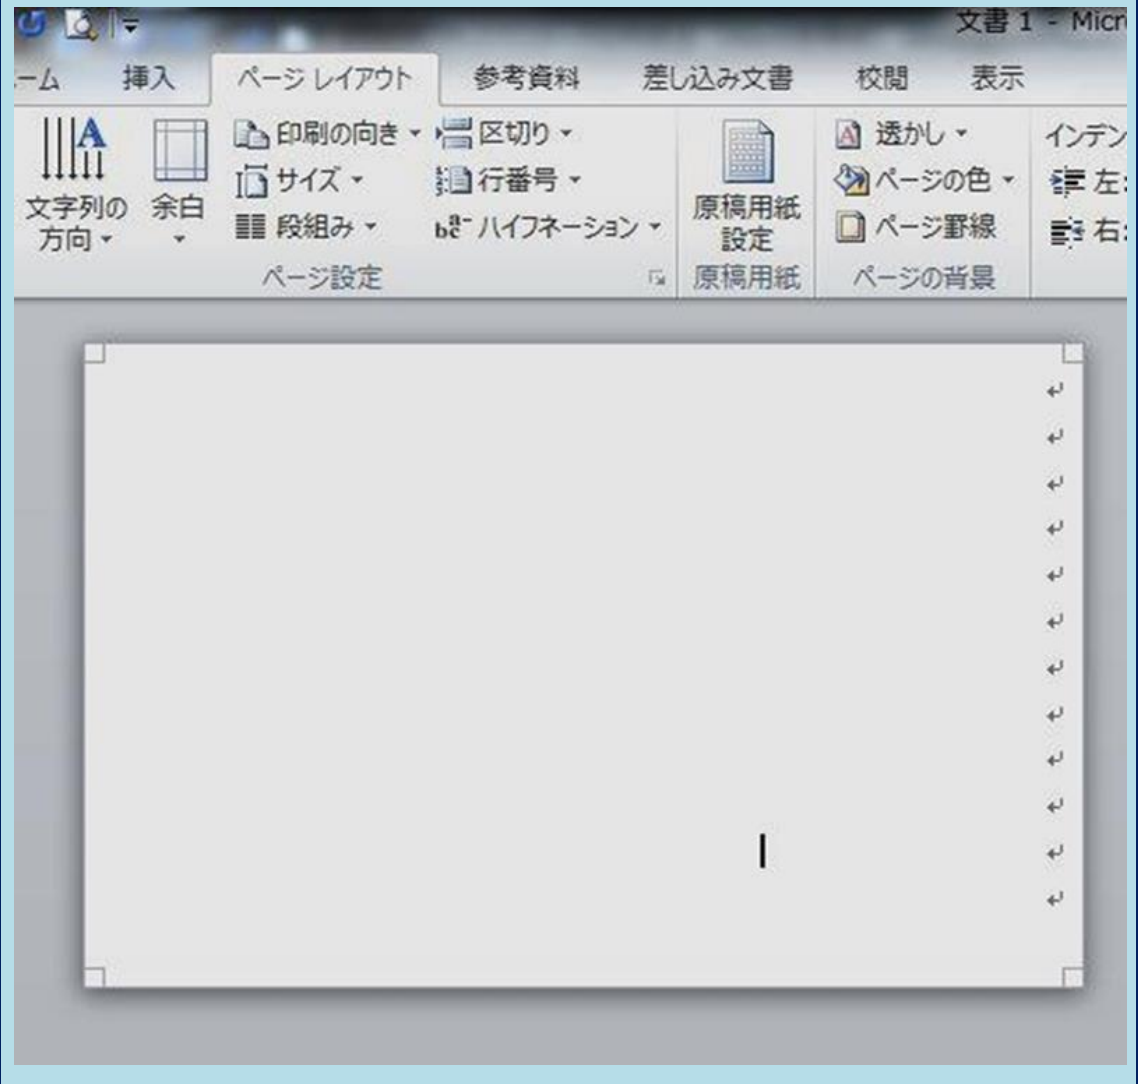 文書 1 - Micr
ーム 挿入 ページ レイアウト 参考資料 差し込み文書 校閲 表示
文字列の方向
余白
印刷の向き
サイズ
段組み
区切り
行番号
ハイフネーション
ページ設定
原稿用紙
設定
原稿用紙
透かし
ページの色
ページ罫線
ページの背景
インデン
左:
右: